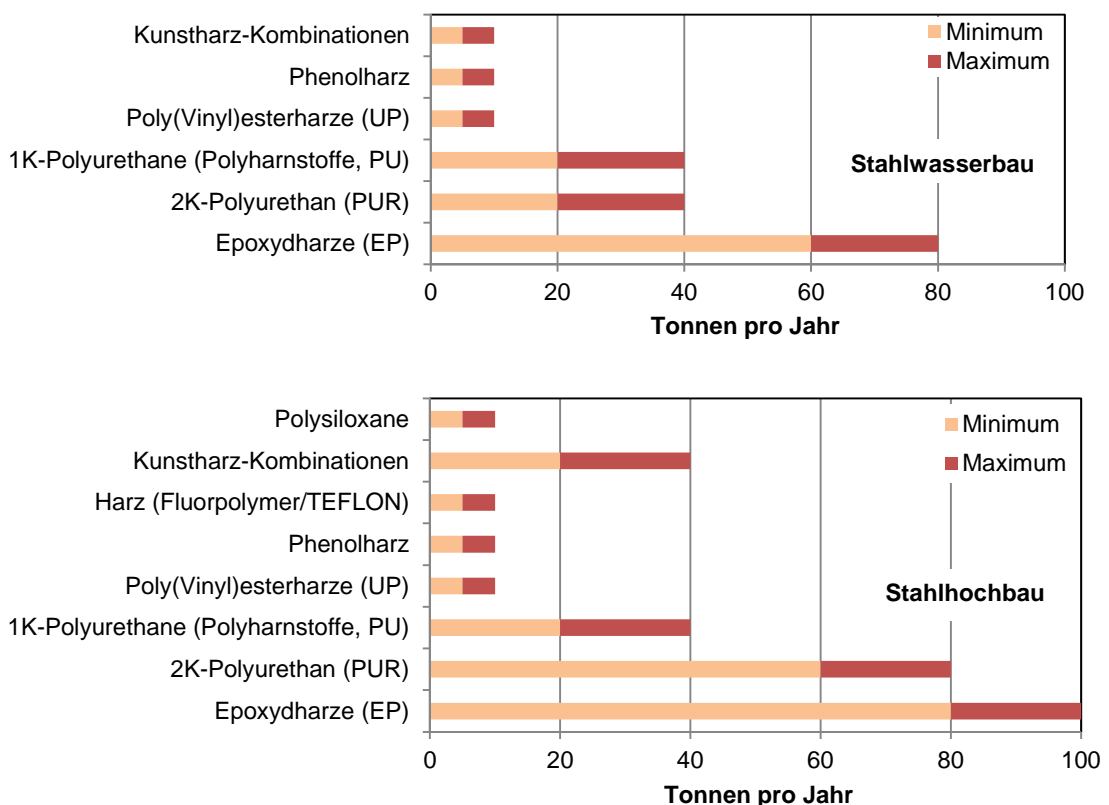 Kunstharz-Kombinationen
Phenolharz
Poly(Vinyl)esterharze (UP)
1K-Polyurethane (Polyharnstoffe, PU)
2K-Polyurethan (PUR)
Epoxydharze (EP)
Minimum
Maximum
Stahlwasserbau
0 20 40 60 80 100
Tonnen pro Jahr
Polysiloxane
Kunstharz-Kombinationen
Harz (Fluorpolymer/TEFLON)
Phenolharz
Poly(Vinyl)esterharze (UP)
1K-Polyurethane (Polyharnstoffe, PU)
2K-Polyurethan (PUR)
Epoxydharze (EP)
Minimum
Maximum
Stahlhochbau
0 20 40 60 80 100
Tonnen pro Jahr